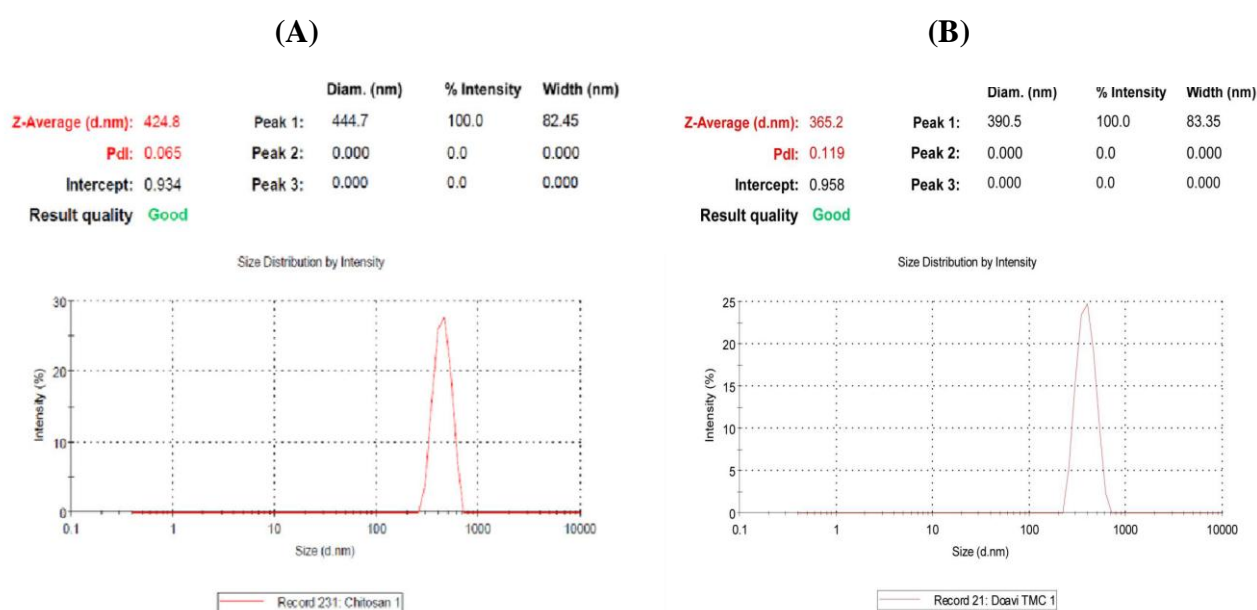 (A)
Diam. (nm) % Intensity Width (nm)
Z-Average (d.nm): 424.8 Peak 1: 444.7 100.0 82.45
PdI: 0.065 Peak 2: 0.000 0.0 0.000
Intercept: 0.934 Peak 3: 0.000 0.0 0.000
Result quality Good
Size Distribution by Intensity
Intensity (%)
30
20
10
0
0.1 1 10 100 1000 10000
Size (d.nm)
Record 231: Chitosan 1
(B)
Diam. (nm) % Intensity Width (nm)
Z-Average (d.nm): 365.2 Peak 1: 390.5 100.0 83.35
PdI: 0.119 Peak 2: 0.000 0.0 0.000
Intercept: 0.958 Peak 3: 0.000 0.0 0.000
Result quality Good
Size Distribution by Intensity
Intensity (%)
25
20
15
10
5
0
0.1 1 10 100 1000 10000
Size (d.nm)
Record 21: Doavi TMC 1